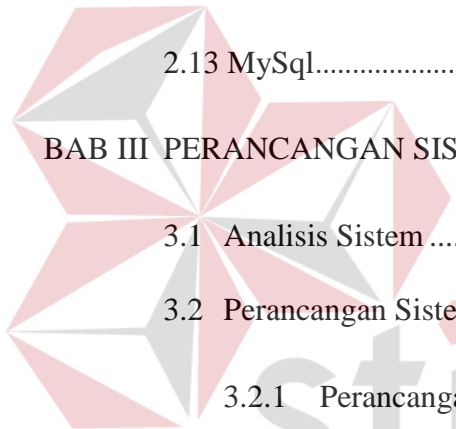 2.13 MySql.....................
BAB III PERANCANGAN SIS
3.1 Analisis Sistem ....
3.2 Perancangan Siste
3.2.1 Perancanga